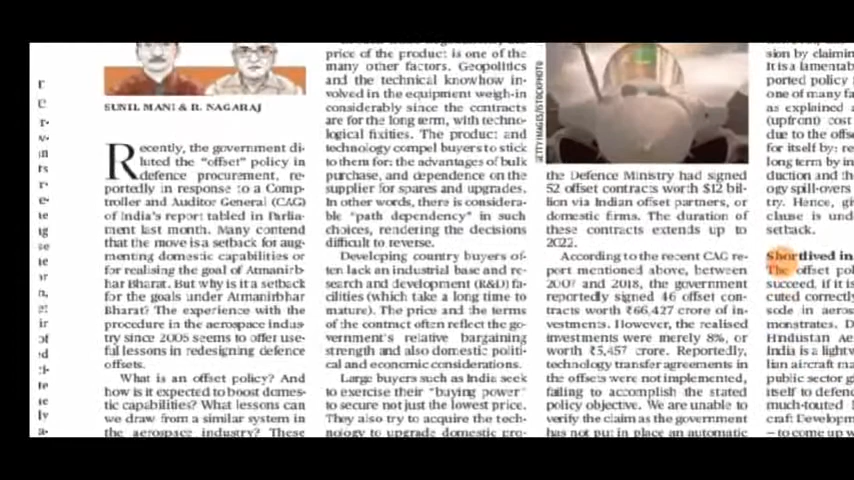 SUNIL MANI & R. NAGARAJ
Recently, the government di-
luted the "offset" policy in
defence procurement, re-
portedly in response to a Comp-
troller and Auditor General (CAG)
of India's report tabled in Parlia-
ment last month. Many contend
that the move is a setback for aug-
menting domestic capabilities or
for realising the goal of Atmanirb-
har Bharat. But why is it a setback
for the goals under Atmanirbhar
Bharat? The experience with the
procedure in the aerospace indus-
try since 2005 seems to offer use-
ful lessons in redesigning defence
offsets.
What is an offset policy? And
how is it expected to boost domes-
tic capabilities? What lessons can
we draw from a similar system in
the aerospace industry? These
price of the product is one of the
many other factors. Geopolitics
and the technical knowhow in-
volved in the equipment weigh-in
considerably since the contracts
are for the long term, with techno-
logical fixities. The product and
technology compel buyers to stick
to them for: the advantages of bulk
purchase, and dependence on the
supplier for spares and upgrades.
In other words, there is considera-
ble "path dependency" in such
choices, rendering the decisions
difficult to reverse.
Developing country buyers of-
ten lack an industrial base and re-
search and development (R&D) fa-
cilities (which take a long time to
mature). The price and the terms
of the contract often reflect the go-
vernment's relative bargaining
strength and also domestic politi-
cal and economic considerations.
Large buyers such as India seek
to exercise their "buying power"
to secure not just the lowest price.
They also try to acquire the tech-
nology to upgrade domestic pro-
GETTY IMAGES/ISTOCKPHOTO
the Defence Ministry had signed
52 offset contracts worth $12 bil-
lion via Indian offset partners, or
domestic firms. The duration of
these contracts extends up to
2022.
According to the recent CAG re-
port mentioned above, between
2007 and 2018, the government
reportedly signed 46 offset con-
tracts worth ₹66,427 crore of in-
vestments. However, the realised
investments were merely 8%, or
worth ₹5,457 crore. Reportedly,
technology transfer agreements in
the offsets were not implemented,
failing to accomplish the stated
policy objective. We are unable to
verify the claim as the government
has not put in place an automatic
sion by claimin
It is a lamentab
ported policy
one of many fa
as explained a
(upfront) cost
due to the offse
for itself by: re
long term by in
duction and th
ogy spill-overs
try. Hence, giv
clause is und
setback.
Shortlived in
The offset pol
succeed, if it is
cuted correctly
sode in aeros
monstrates. D
Hindustan Ae
India is a lightw
lian aircraft ma
public sector g
itself to defenc
much-touted
craft Developm
– to come up w